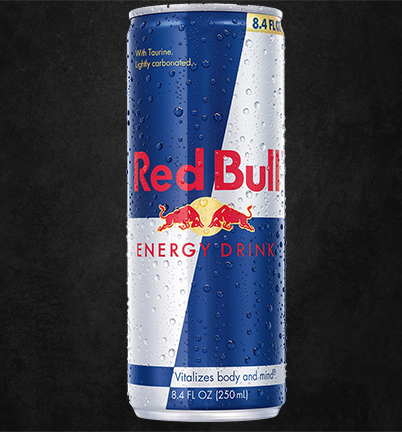 8.4 FL O
With Taurine.
Lightly carbonated.
Red Bull
ENERGY DRINK
Vitalizes body and mind®.
8.4 FL OZ (250 mL)